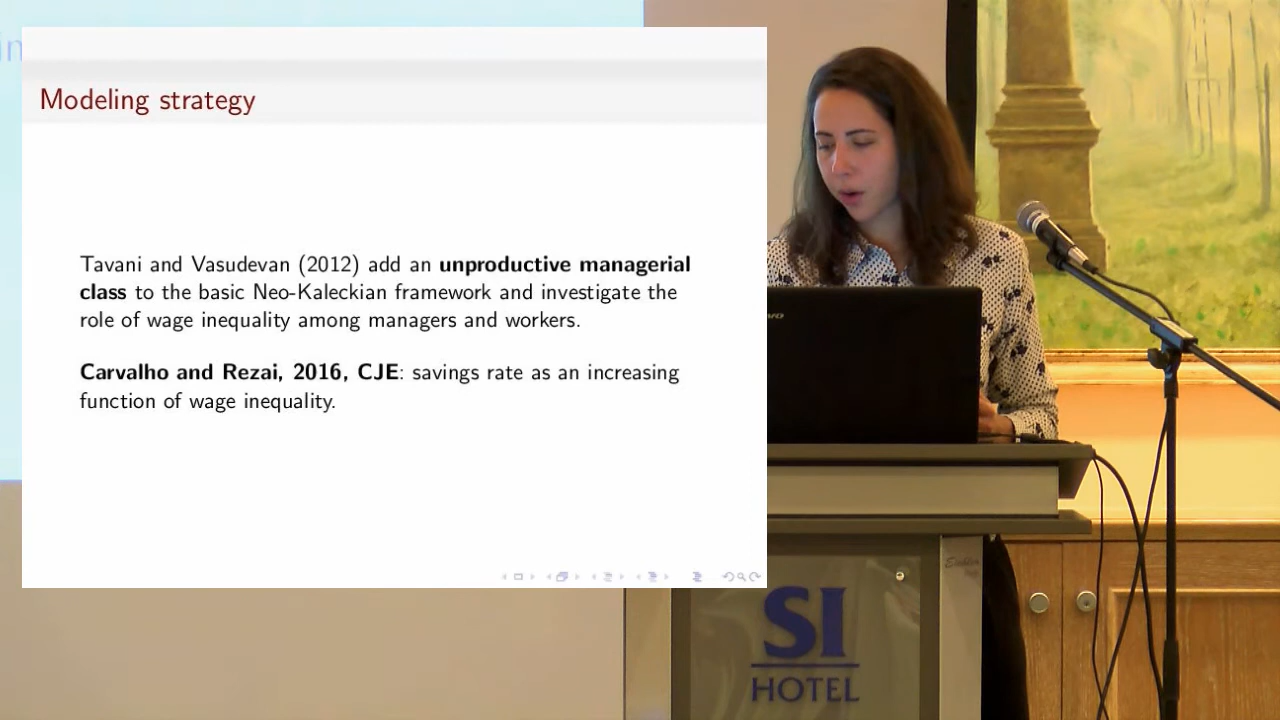 in
Modeling strategy
Tavani and Vasudevan (2012) add an unproductive managerial
class to the basic Neo-Kaleckian framework and investigate the
role of wage inequality among managers and workers.
Carvalho and Rezai, 2016, CJE: savings rate as an increasing
function of wage inequality.
SI
HOTEL